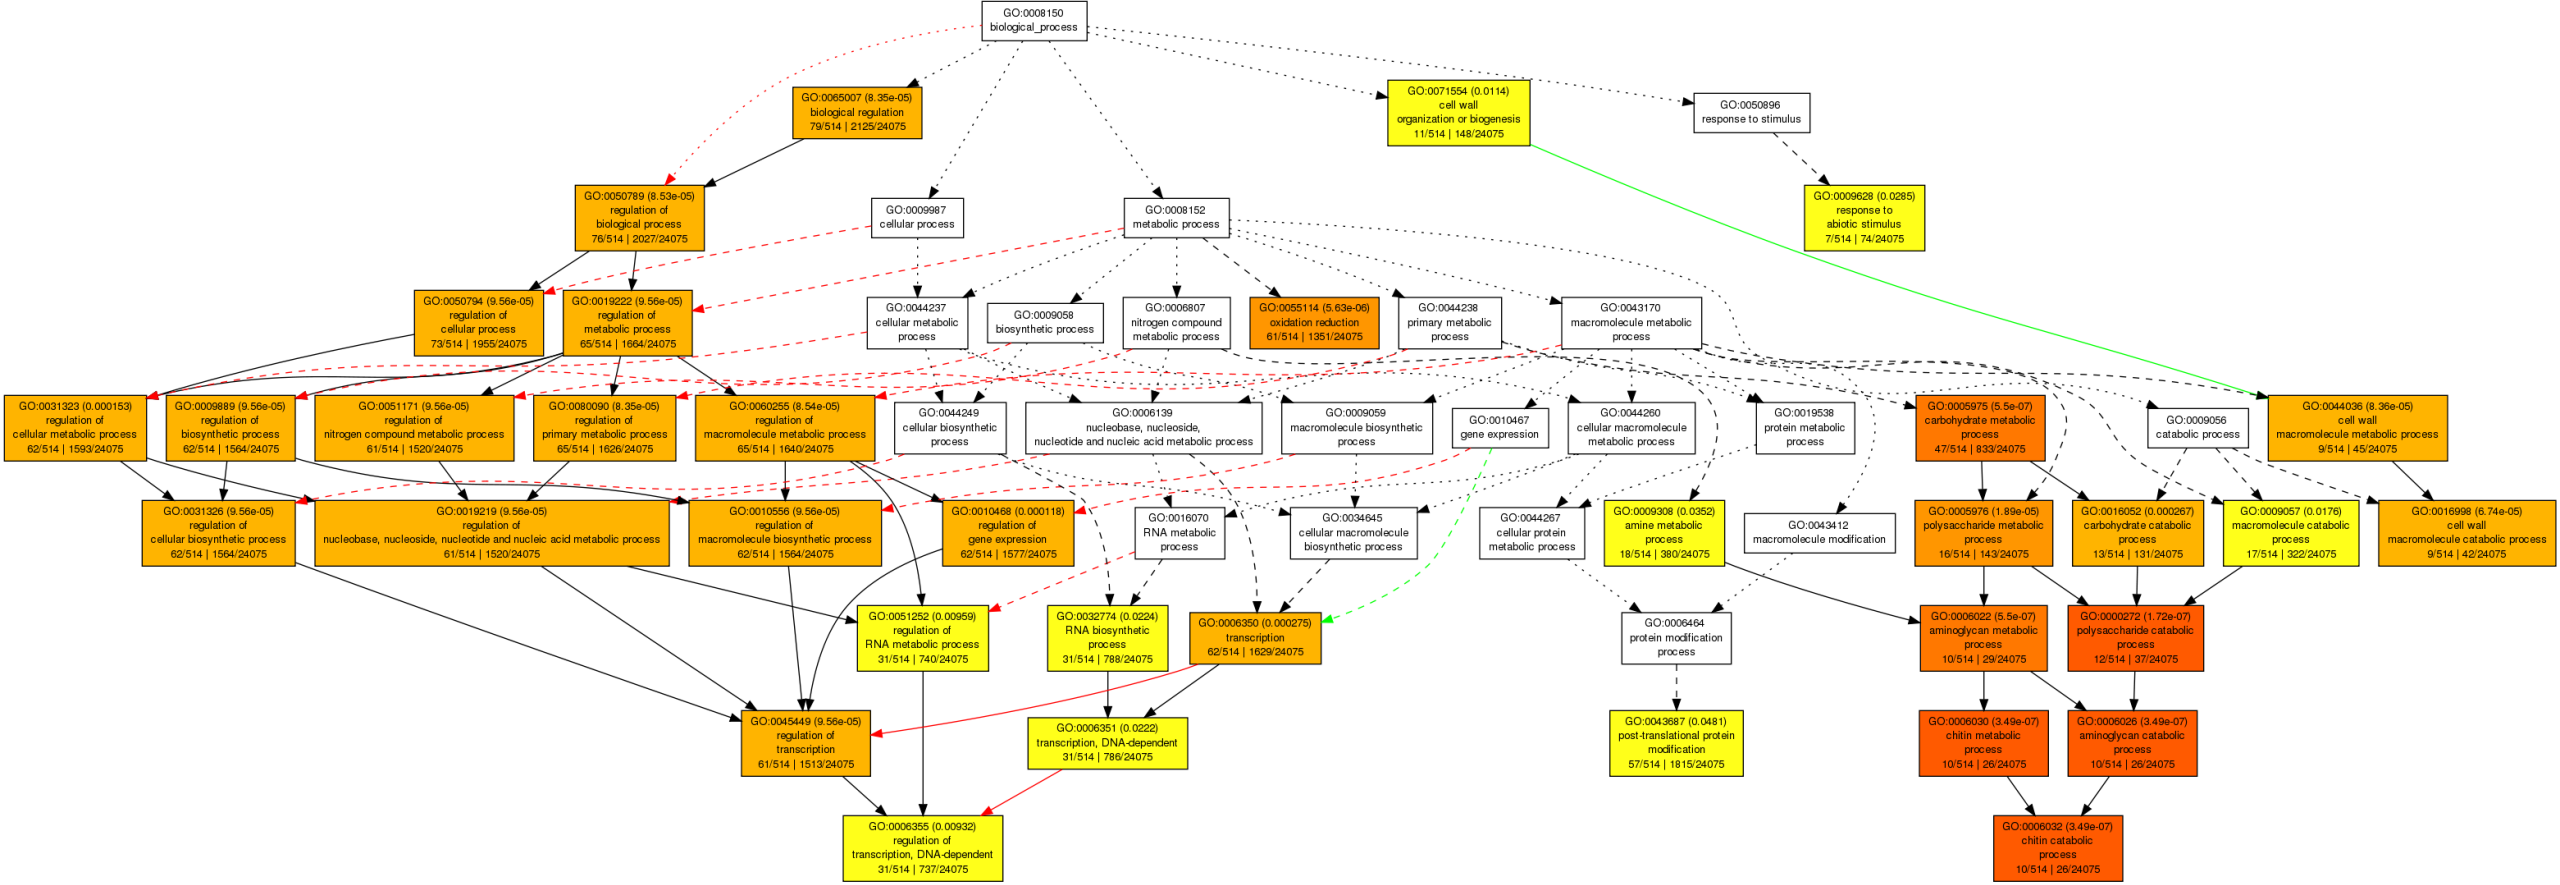 GO:0008150
biological_process
GO:0065007 (8.35e-05)
biological regulation
79/514 | 2125/24075
GO:0071554 (0.0114)
cell wall
organization or biogenesis
11/514 | 148/24075
GO:0050896
response to stimulus
GO:0050789 (8.53e-05)
regulation of
biological process
76/514 | 2027/24075
GO:0009987
cellular process
GO:0008152
metabolic process
GO:0009628 (0.0285)
response to
abiotic stimulus
7/514 | 74/24075
GO:0050794 (9.56e-05)
regulation of
cellular process
73/514 | 1955/24075
GO:0019222 (9.56e-05)
regulation of
metabolic process
65/514 | 1664/24075
GO:0044237
cellular metabolic
process
GO:0009058
biosynthetic process
GO:0006807
nitrogen compound
metabolic process
GO:0055114 (5.63e-06)
oxidation reduction
61/514 | 1351/24075
GO:0044238
primary metabolic
process
GO:0043170
macromolecule metabolic
process
GO:0031323 (0.000153)
regulation of
cellular metabolic process
62/514 | 1593/24075
GO:0009889 (9.56e-05)
regulation of
biosynthetic process
62/514 | 1564/24075
GO:0051171 (9.56e-05)
regulation of
nitrogen compound metabolic process
61/514 | 1520/24075
GO:0080090 (8.35e-05)
regulation of
primary metabolic process
65/514 | 1626/24075
GO:0060255 (8.54e-05)
regulation of
macromolecule metabolic process
65/514 | 1640/24075
GO:0044249
cellular biosynthetic
process
GO:0006139
nucleobase, nucleoside,
nucleotide and nucleic acid metabolic process
GO:0009059
macromolecule biosynthetic
process
GO:0010467
gene expression
GO:0044260
cellular macromolecule
metabolic process
GO:0019538
protein metabolic
process
GO:0005975 (5.5e-07)
carbohydrate metabolic
process
47/514 | 833/24075
GO:0009056
catabolic process
GO:0044036 (8.36e-05)
cell wall
macromolecule metabolic process
9/514 | 45/24075
GO:0031326 (9.56e-05)
regulation of
cellular biosynthetic process
62/514 | 1564/24075
GO:0019219 (9.56e-05)
regulation of
nucleobase, nucleoside, nucleotide and nucleic acid metabolic process
61/514 | 1520/24075
GO:0010556 (9.56e-05)
regulation of
macromolecule biosynthetic process
62/514 | 1564/24075
GO:0010468 (0.000118)
regulation of
gene expression
62/514 | 1577/24075
GO:0016070
RNA metabolic
process
GO:0034645
cellular macromolecule
biosynthetic process
GO:0044267
cellular protein
metabolic process
GO:0009308 (0.0352)
amine metabolic
process
18/514 | 380/24075
GO:0043412
macromolecule modification
GO:0005976 (1.89e-05)
polysaccharide metabolic
process
16/514 | 143/24075
GO:0016052 (0.000267)
carbohydrate catabolic
process
13/514 | 131/24075
GO:0009057 (0.0176)
macromolecule catabolic
process
17/514 | 322/24075
GO:0016998 (6.74e-05)
cell wall
macromolecule catabolic process
9/514 | 42/24075
GO:0051252 (0.00959)
regulation of
RNA metabolic process
31/514 | 740/24075
GO:0032774 (0.0224)
RNA biosynthetic
process
31/514 | 788/24075
GO:0006350 (0.000275)
transcription
62/514 | 1629/24075
GO:0006464
protein modification
process
GO:0006022 (5.5e-07)
aminoglycan metabolic
process
10/514 | 29/24075
GO:0000272 (1.72e-07)
polysaccharide catabolic
process
12/514 | 37/24075
GO:0045449 (9.56e-05)
regulation of
transcription
61/514 | 1513/24075
GO:0006351 (0.0222)
transcription, DNA-dependent
31/514 | 786/24075
GO:0043687 (0.0481)
post-translational protein
modification
57/514 | 1815/24075
GO:0006030 (3.49e-07)
chitin metabolic
process
10/514 | 26/24075
GO:0006026 (3.49e-07)
aminoglycan catabolic
process
10/514 | 26/24075
GO:0006355 (0.00932)
regulation of
transcription, DNA-dependent
31/514 | 737/24075
GO:0006032 (3.49e-07)
chitin catabolic
process
10/514 | 26/24075